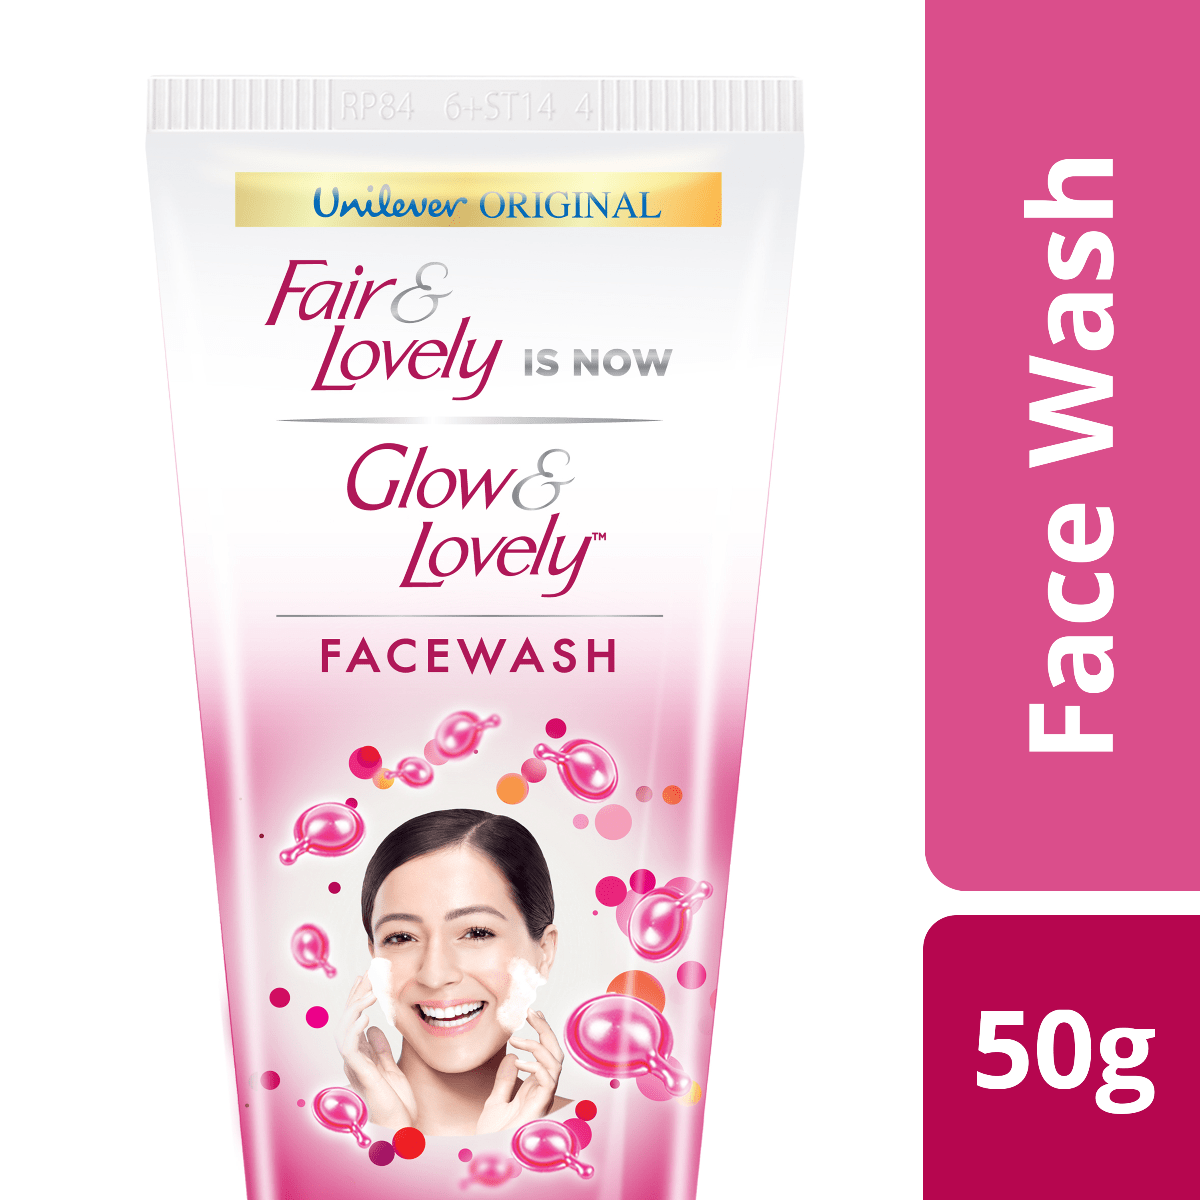 RP84 6+ST14 4
Unilever ORIGINAL
Fair &
Lovely IS NOW
Glow &
Lovely™
FACEWASH
Face Wash
50g